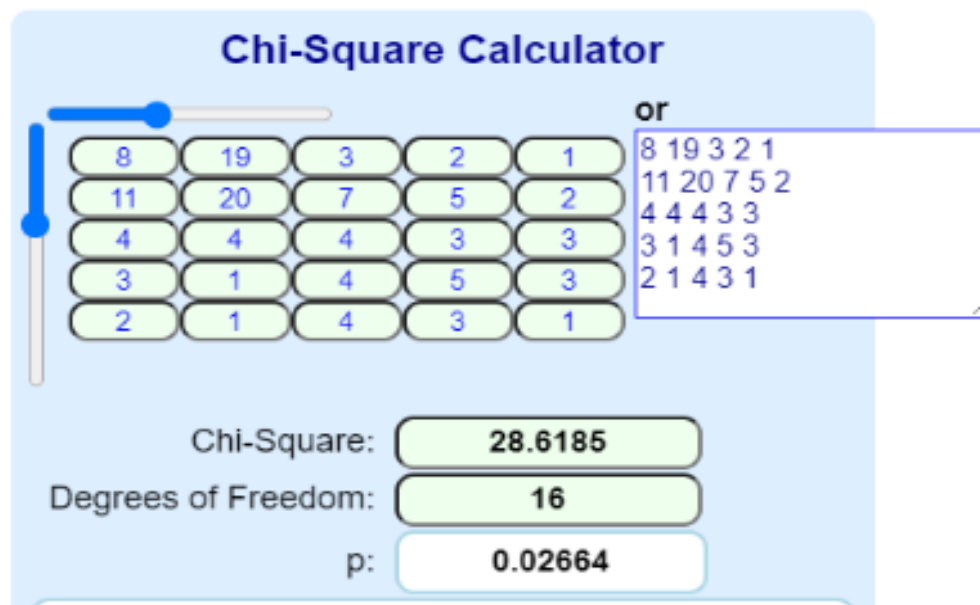 Chi-Square Calculator
or
8 19 3 2 1
11 20 7 5 2
4 4 4 3 3
3 1 4 5 3
2 1 4 3 1
8 19 3 2 1
11 20 7 5 2
4 4 4 3 3
3 1 4 5 3
2 1 4 3 1
Chi-Square: 28.6185
Degrees of Freedom: 16
p: 0.02664